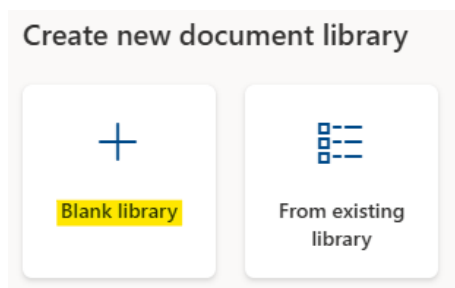 Create new document library
Blank library
From existing
library